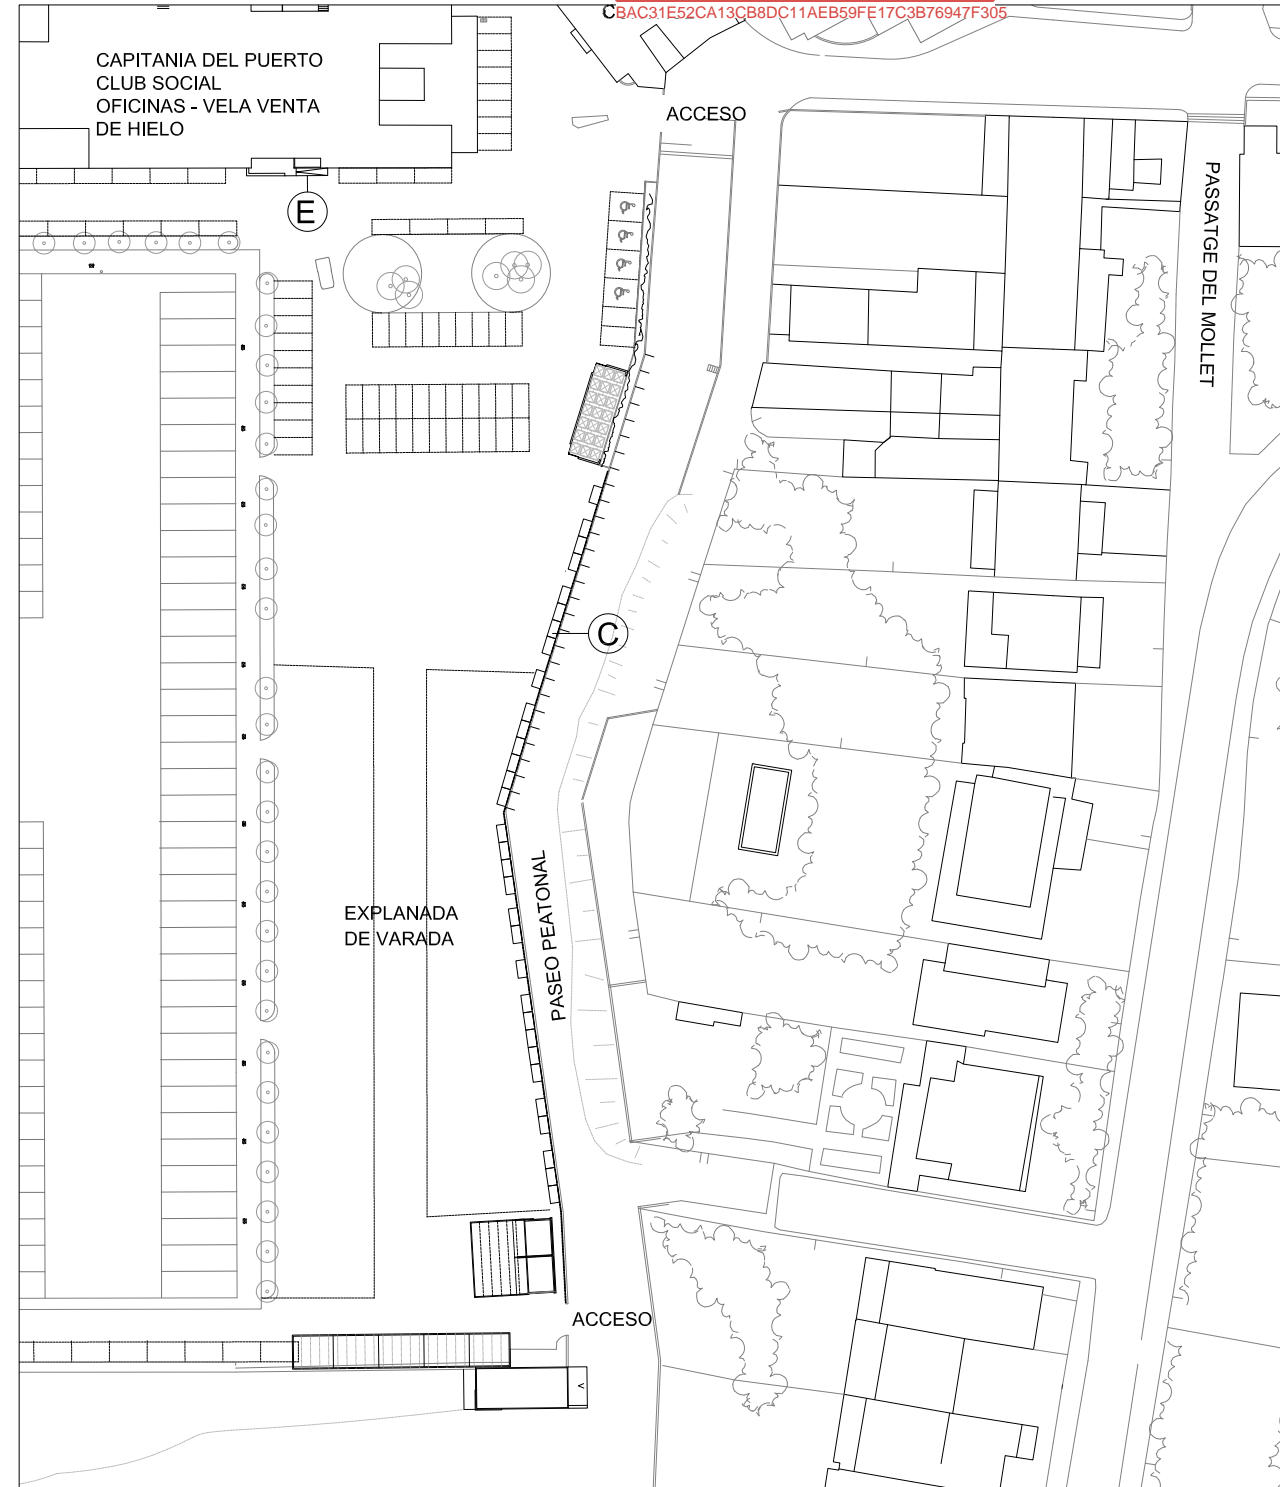 CBAC31E52CA13CB8DC11AEB59FE17C3B76947F305
CAPITANIA DEL PUERTO
CLUB SOCIAL
OFICINAS - VELA VENTA
DE HIELO
ACCESO
PASSATGE DEL MOLLET
E
C
EXPLANADA
DE VARADA
PASEO PEATONAL
ACCESO